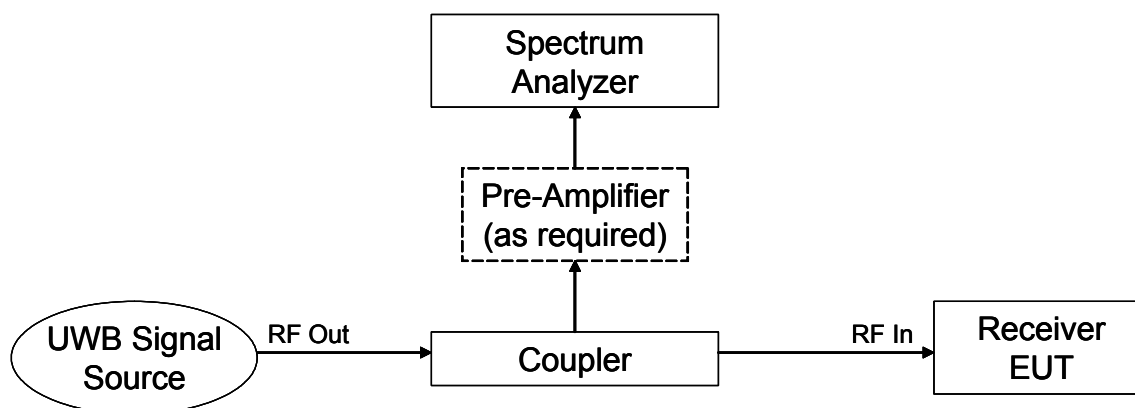 Spectrum
Analyzer
Pre-Amplifier
(as required)
UWB Signal
Source
RF Out
Coupler
RF In
Receiver
EUT